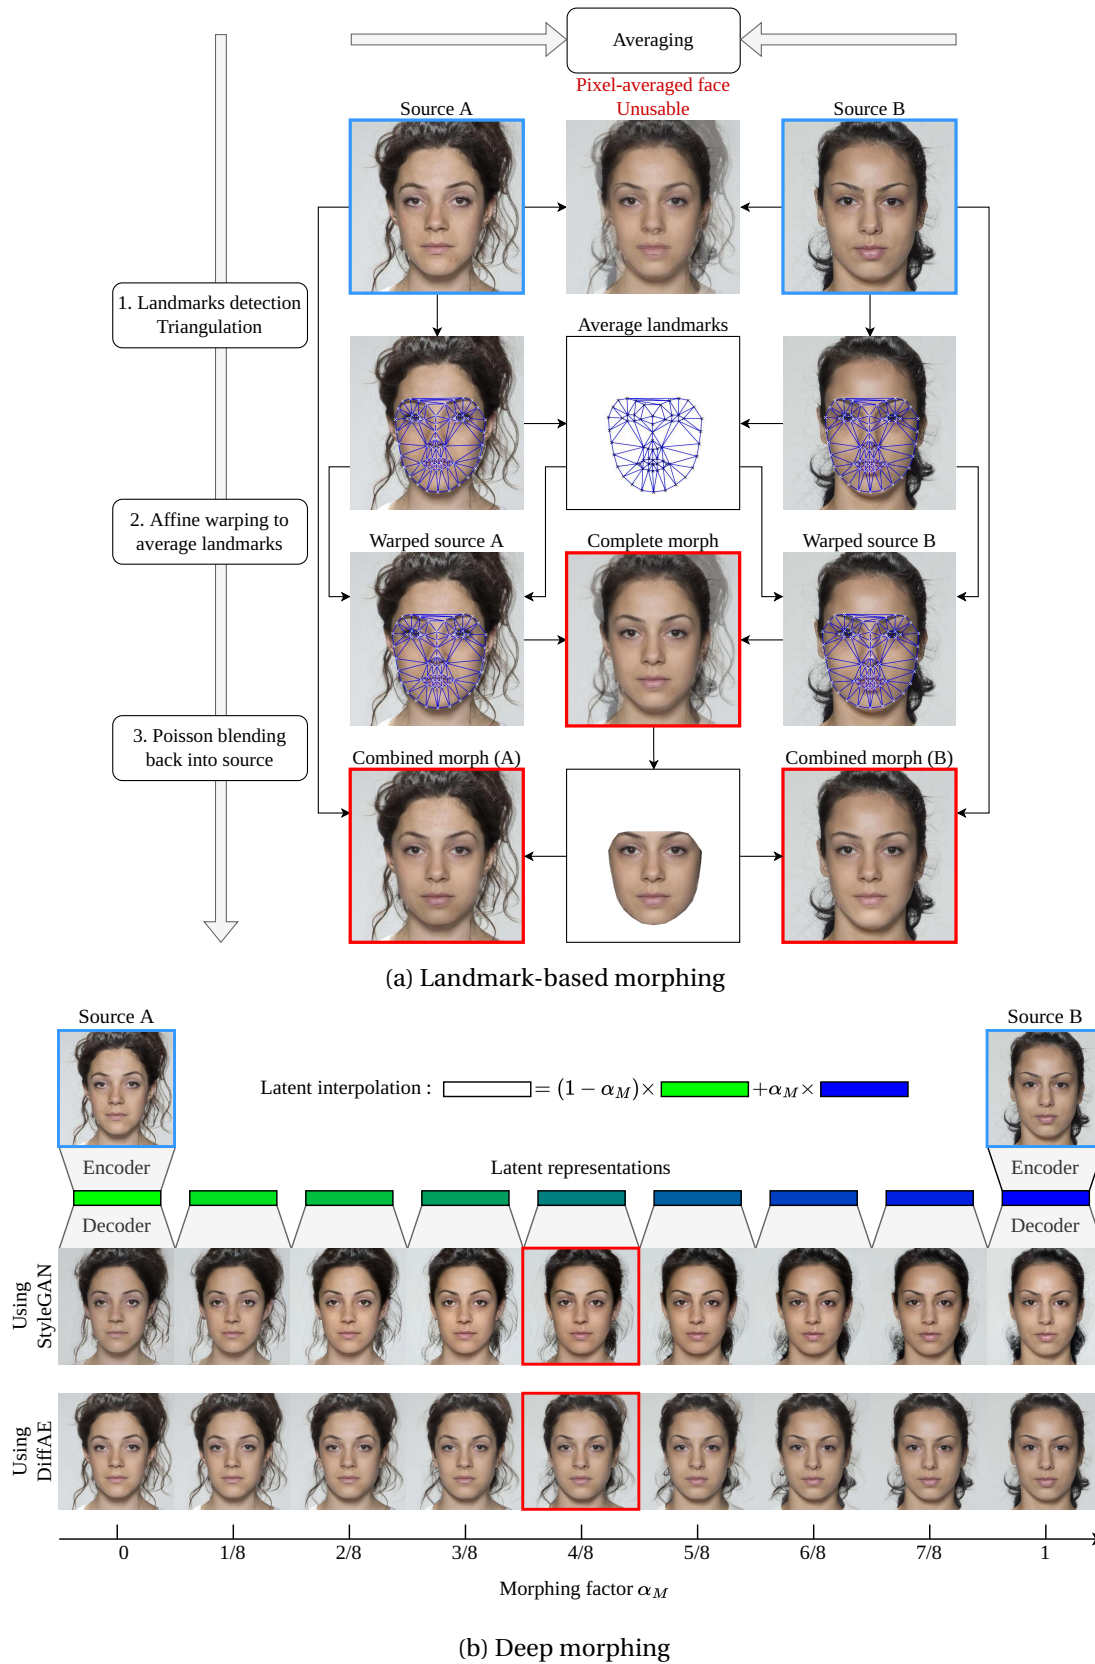 Averaging
Pixel-averaged face
Unusable
Source A
Source B
1. Landmarks detection
Triangulation
Average landmarks
2. Affine warping to
average landmarks
Warped source A
Complete morph
Warped source B
3. Poisson blending
back into source
Combined morph (A)
Combined morph (B)
(a) Landmark-based morphing
Source A
Source B
Latent interpolation : = (1 − α_M)× +α_M×
Encoder
Latent representations
Encoder
Decoder
Decoder
Using
StyleGAN
Using
DiffAE
0 1/8 2/8 3/8 4/8 5/8 6/8 7/8 1
Morphing factor α_M
(b) Deep morphing